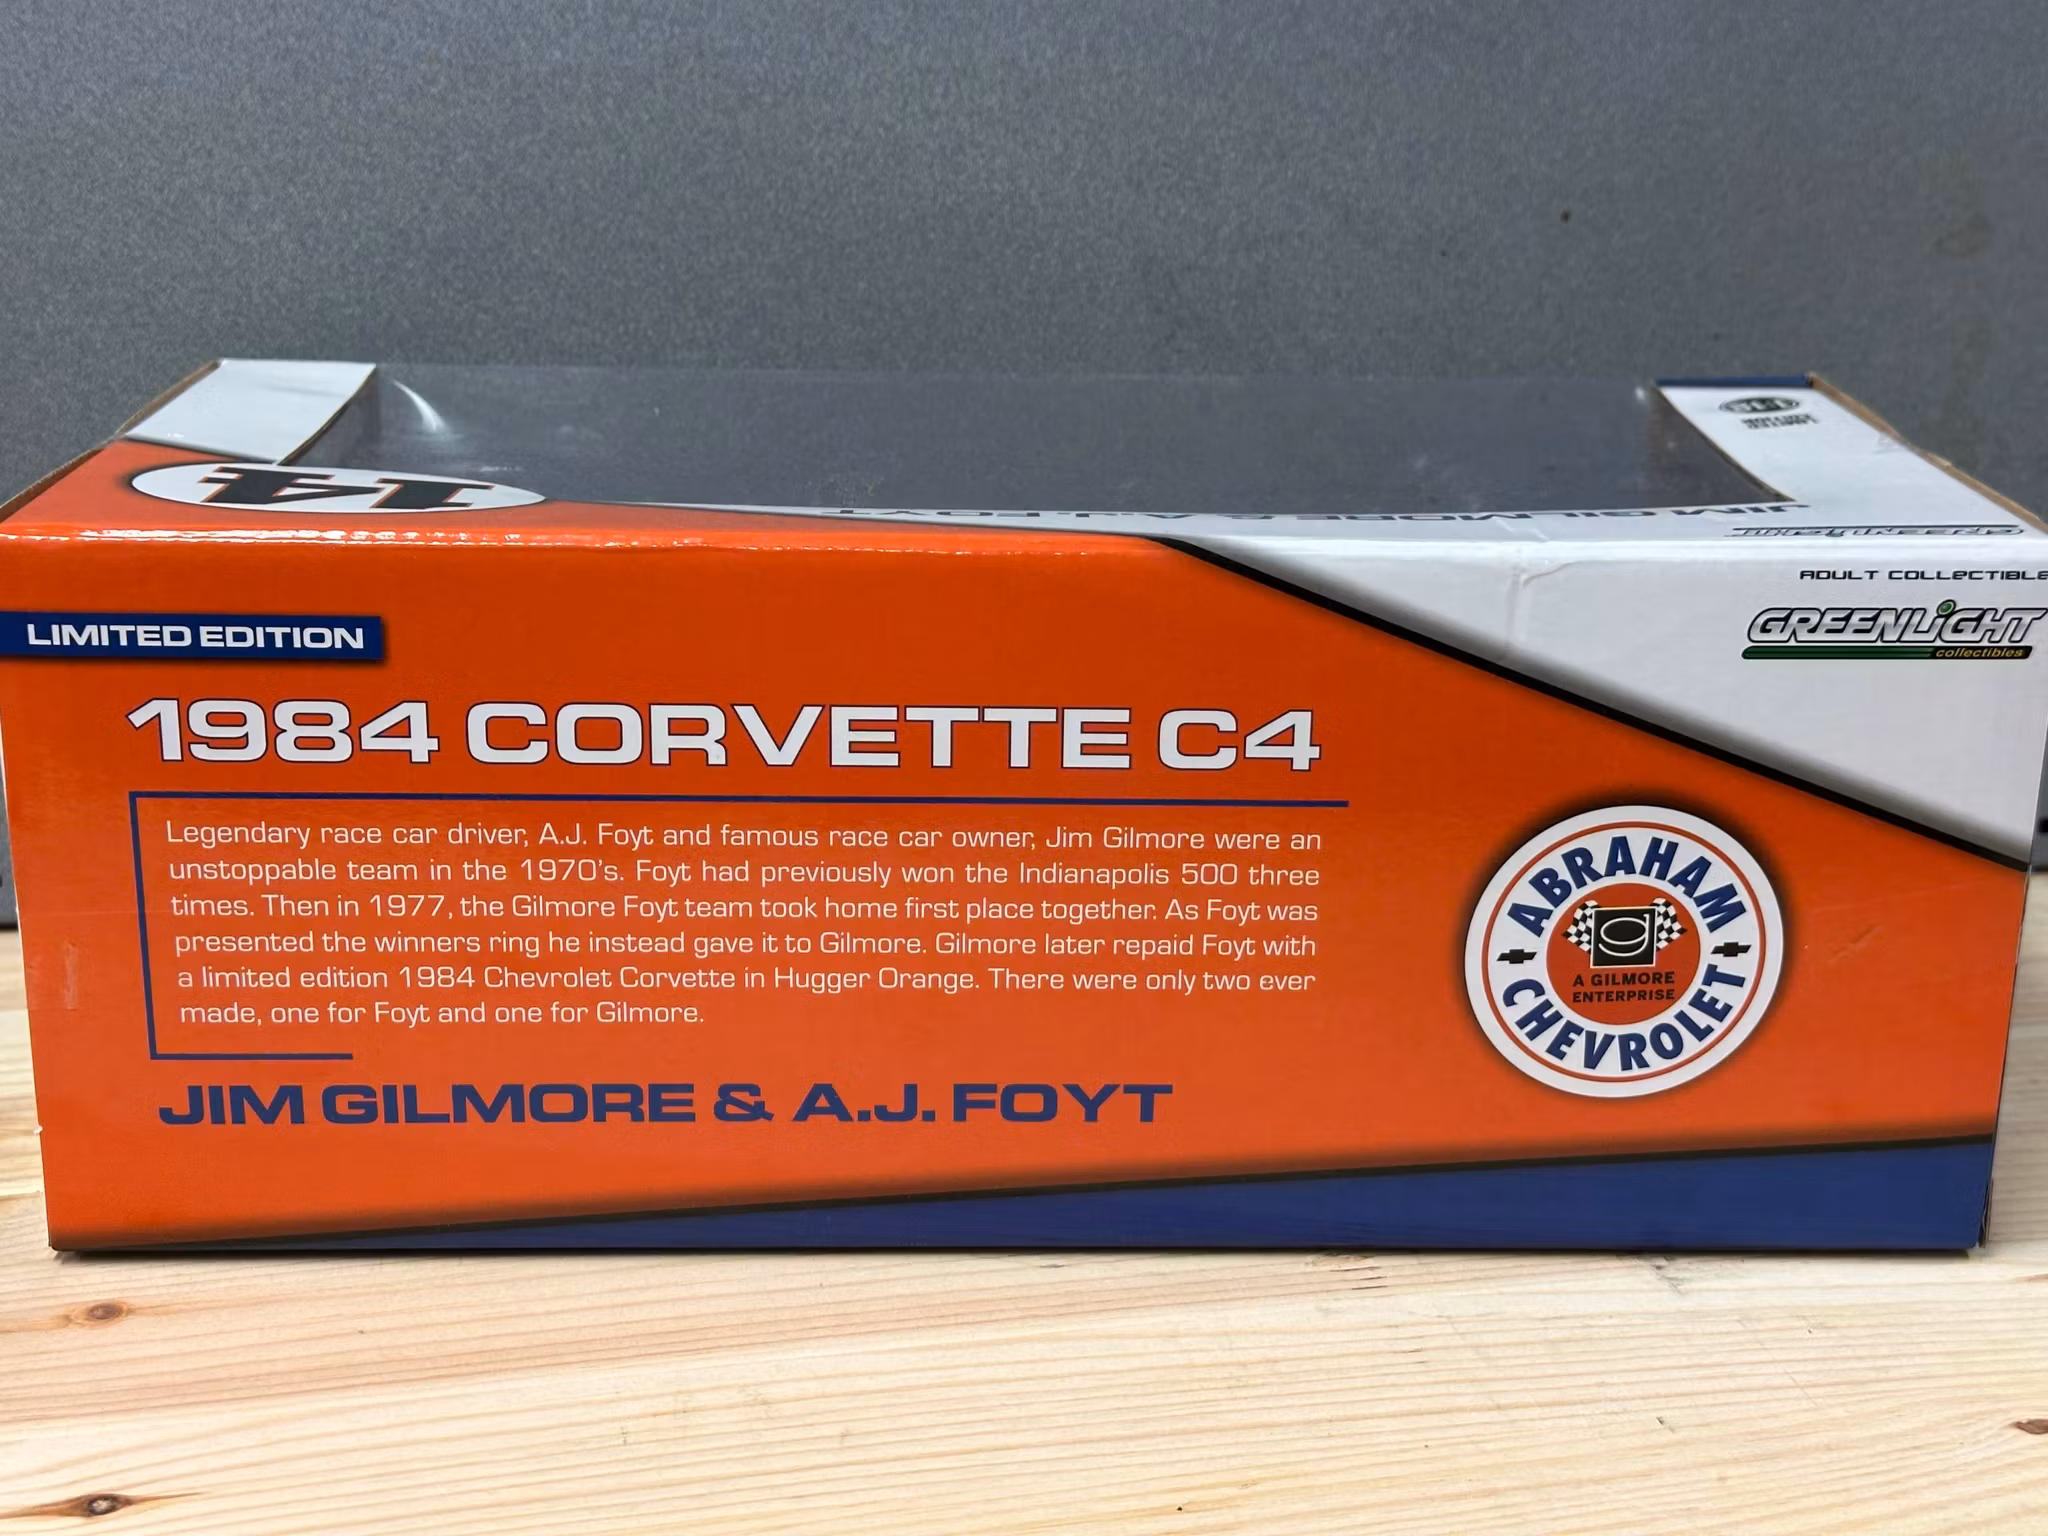 14
JIM GILMORE & A.J. FOYT
GREENLiGHT
ADULT COLLECTIBLE
GREENLiGHT
collectibles
LIMITED EDITION
1984 CORVETTE C4
Legendary race car driver, A.J. Foyt and famous race car owner, Jim Gilmore were an
unstoppable team in the 1970's. Foyt had previously won the Indianapolis 500 three
times. Then in 1977, the Gilmore Foyt team took home first place together. As Foyt was
presented the winners ring he instead gave it to Gilmore. Gilmore later repaid Foyt with
a limited edition 1984 Chevrolet Corvette in Hugger Orange. There were only two ever
made, one for Foyt and one for Gilmore.
JIM GILMORE & A.J. FOYT
ABRAHAM
g
A GILMORE
ENTERPRISE
CHEVROLET